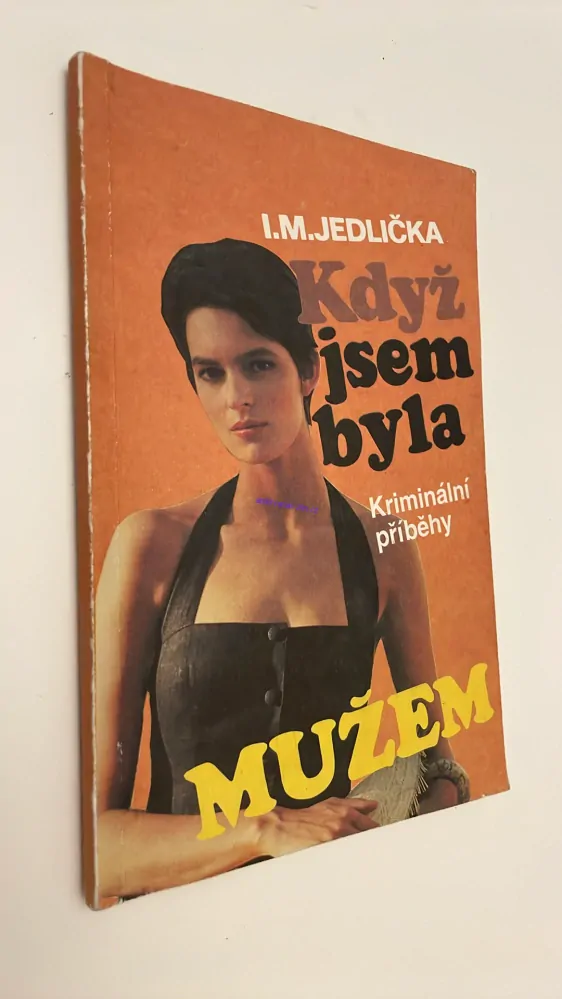 I.M.JEDLIČKA
Když
jsem
byla
Kriminální
příběhy
MUŽEM